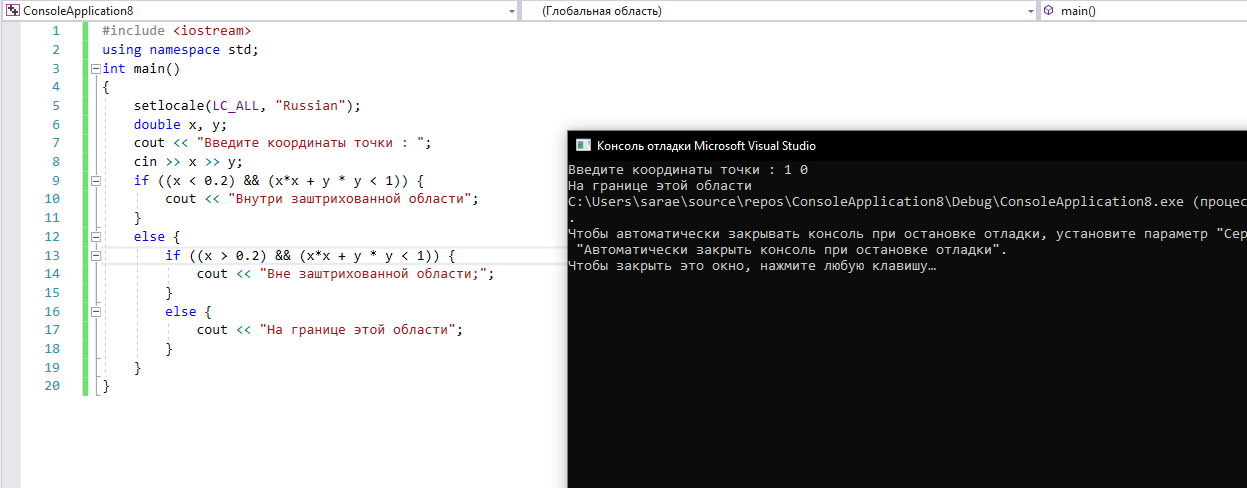 ConsoleApplication8 (Глобальная область) main()
1 #include <iostream>
2 using namespace std;
3 int main()
4 {
5 setlocale(LC_ALL, "Russian");
6 double x, y;
7 cout << "Введите координаты точки : ";
8 cin >> x >> y;
9 if ((x < 0.2) && (x*x + y * y < 1)) {
10 cout << "Внутри заштрихованной области";
11 }
12 else {
13 if ((x > 0.2) && (x*x + y * y < 1)) {
14 cout << "Вне заштрихованной области;";
15 }
16 else {
17 cout << "На границе этой области";
18 }
19 }
20 }
Консоль отладки Microsoft Visual Studio
Введите координаты точки : 1 0
На границе этой области
C:\Users\sarae\source\repos\ConsoleApplication8\Debug\ConsoleApplication8.exe (процес
.
Чтобы автоматически закрывать консоль при остановке отладки, установите параметр "Сер
"Автоматически закрыть консоль при остановке отладки".
Чтобы закрыть это окно, нажмите любую клавишу…